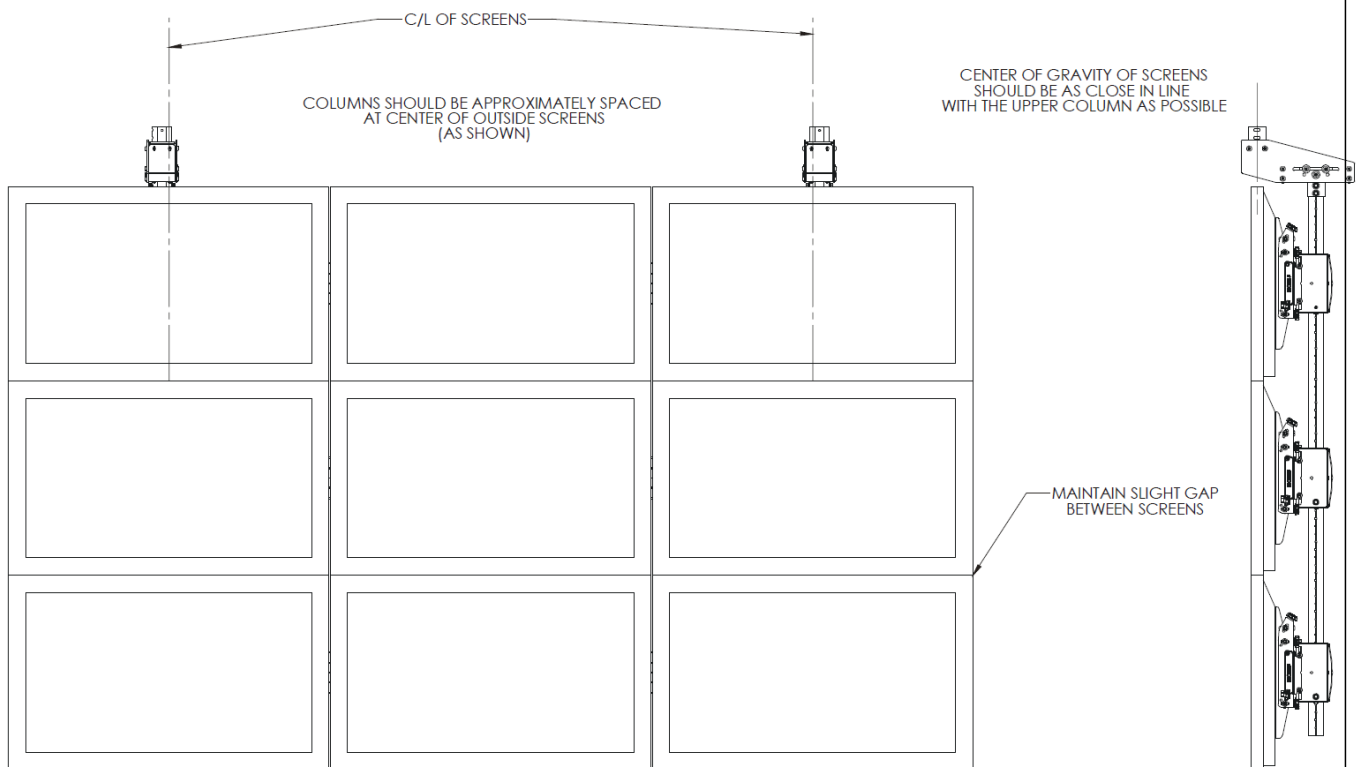 C/L OF SCREENS
COLUMNS SHOULD BE APPROXIMATELY SPACED
AT CENTER OF OUTSIDE SCREENS
(AS SHOWN)
CENTER OF GRAVITY OF SCREENS
SHOULD BE AS CLOSE IN LINE
WITH THE UPPER COLUMN AS POSSIBLE
MAINTAIN SLIGHT GAP
BETWEEN SCREENS